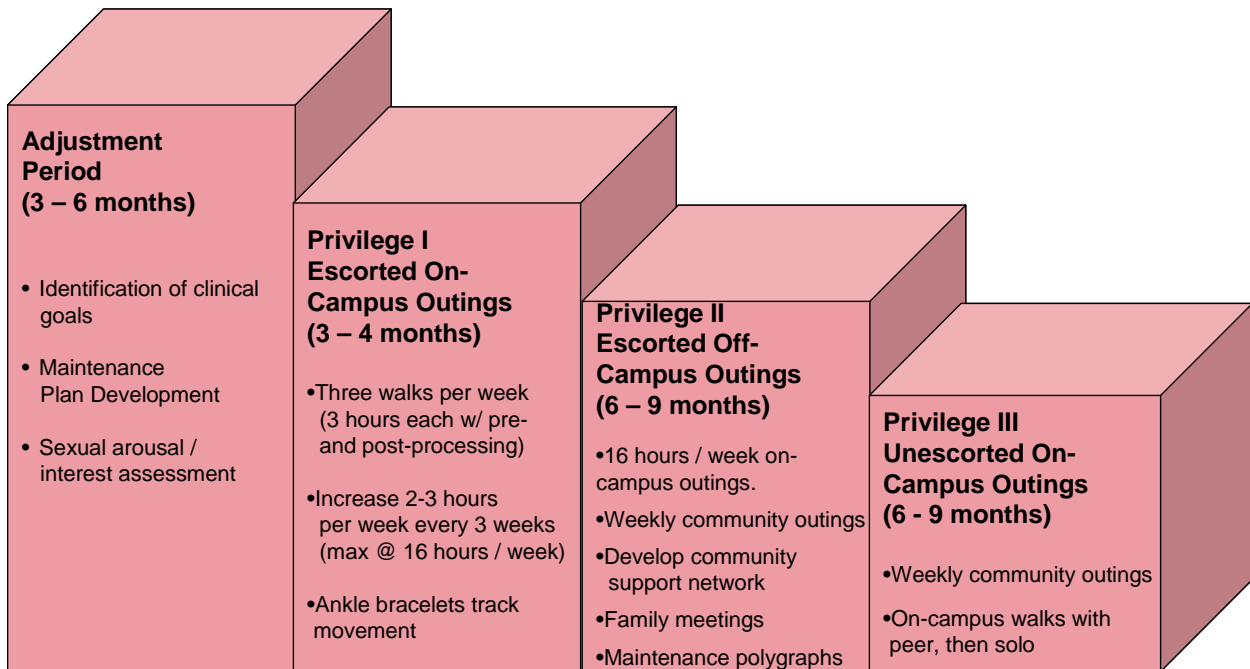 Adjustment
Period
(3 – 6 months)
• Identification of clinical
goals
• Maintenance
Plan Development
• Sexual arousal /
interest assessment
Privilege I
Escorted On-
Campus Outings
(3 – 4 months)
•Three walks per week
(3 hours each w/ pre-
and post-processing)
•Increase 2-3 hours
per week every 3 weeks
(max @ 16 hours / week)
•Ankle bracelets track
movement
Privilege II
Escorted Off-
Campus Outings
(6 – 9 months)
•16 hours / week on-
campus outings.
•Weekly community outings
•Develop community
support network
•Family meetings
•Maintenance polygraphs
Privilege III
Unescorted On-
Campus Outings
(6 - 9 months)
•Weekly community outings
•On-campus walks with
peer, then solo